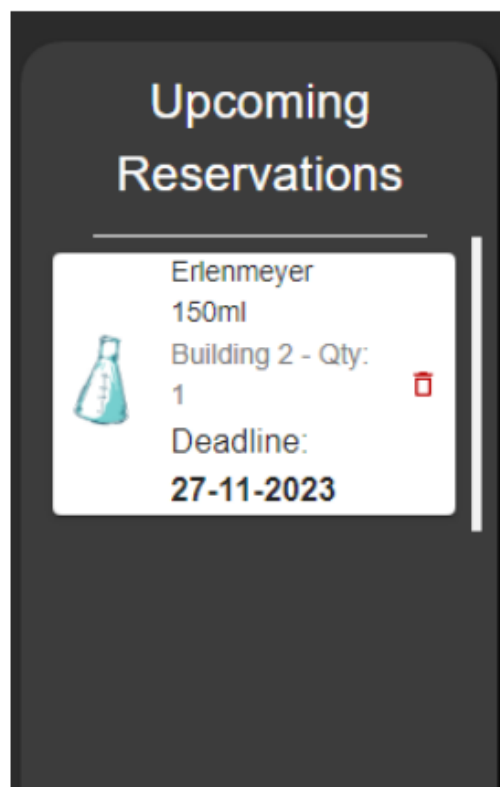 Upcoming
Reservations
Erlenmeyer
150ml
Building 2 - Qty:
1
Deadline:
27-11-2023